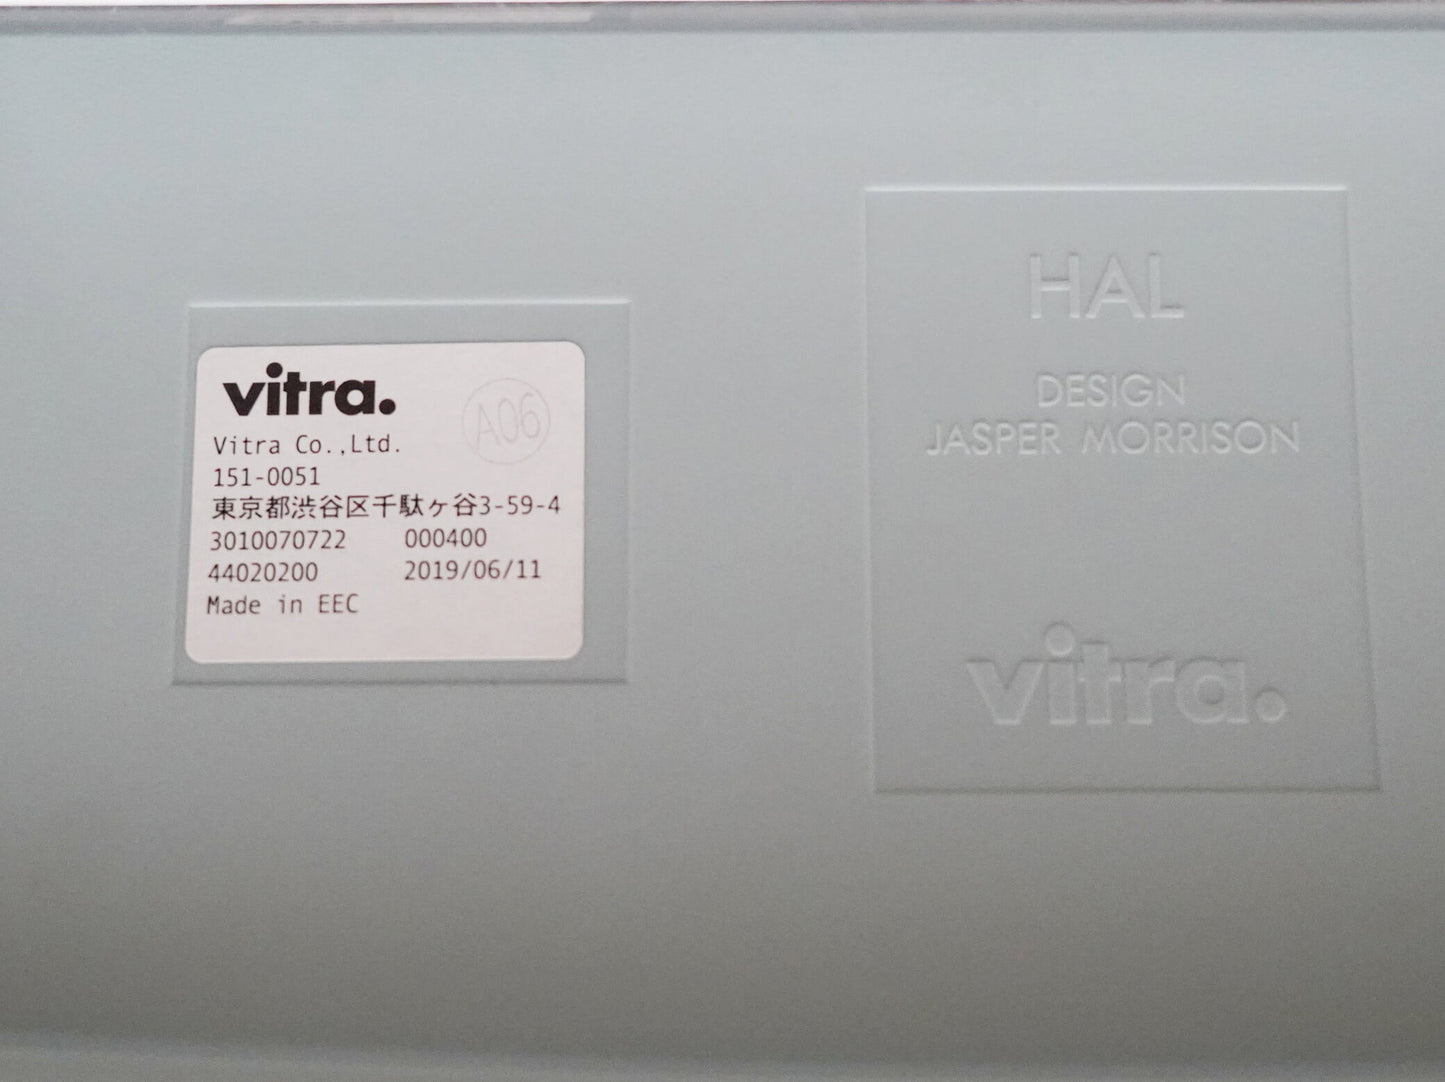 vitra.
A06
Vitra Co.,Ltd.
151-0051
東京都渋谷区千駄ヶ谷3-59-4
3010070722 000400
44020200 2019/06/11
Made in EEC
HAL
DESIGN
JASPER MORRISON
vitra.